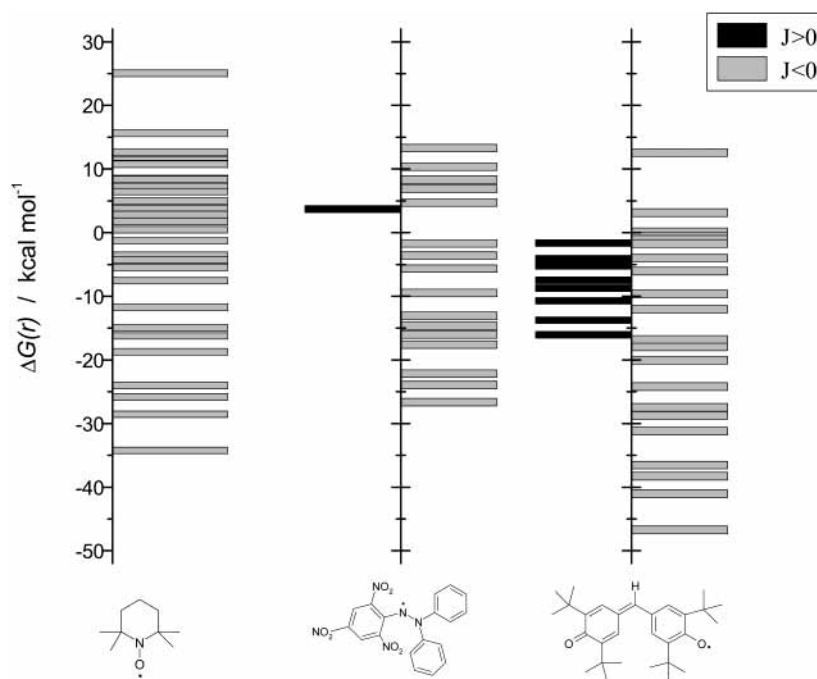 J>0
J<0
30
20
10
0
-10
-20
-30
-40
-50
ΔG(r) / kcal mol⁻¹
N
O
•
NO₂
NO₂
NO₂
N
•
N
H
O
O•